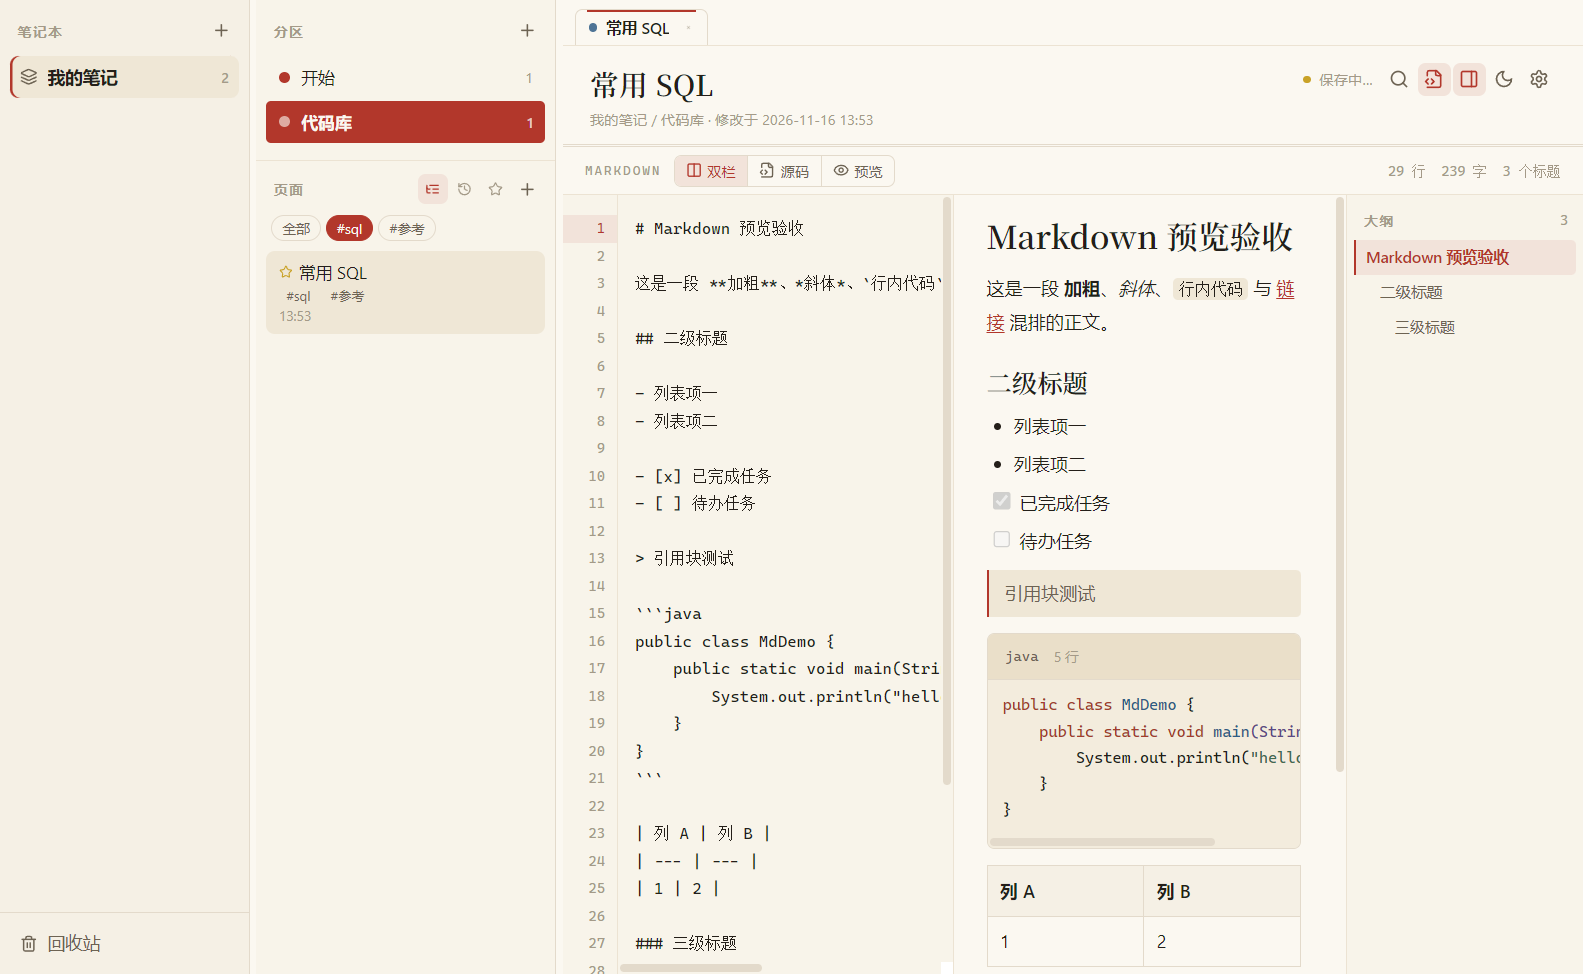 笔记本
我的笔记 2
回收站
分区
开始 1
代码库 1
页面
全部 #sql #参考
常用 SQL
#sql #参考
13:53
常用 SQL
常用 SQL
我的笔记 / 代码库 · 修改于 2026-11-16 13:53
保存中...
MARKDOWN 双栏 源码 预览
29 行 239 字 3 个标题
1 # Markdown 预览验收
2
3 这是一段 **加粗**、*斜体*、`行内代码`
4
5 ## 二级标题
6
7 - 列表项一
8 - 列表项二
9
10 - [x] 已完成任务
11 - [ ] 待办任务
12
13 > 引用块测试
14
15 ```java
16 public class MdDemo {
17     public static void main(Stri
18         System.out.println("hell
19     }
20 }
21 ```
22
23 | 列 A | 列 B |
24 | --- | --- |
25 | 1 | 2 |
26
27 ### 三级标题
28
Markdown 预览验收
这是一段 加粗、斜体、 行内代码 与 链
接 混排的正文。
二级标题
• 列表项一
• 列表项二
已完成任务
待办任务
引用块测试
java 5 行
public class MdDemo {
    public static void main(Strin
        System.out.println("hello
    }
}
列 A 列 B
1 2
大纲 3
Markdown 预览验收
二级标题
三级标题